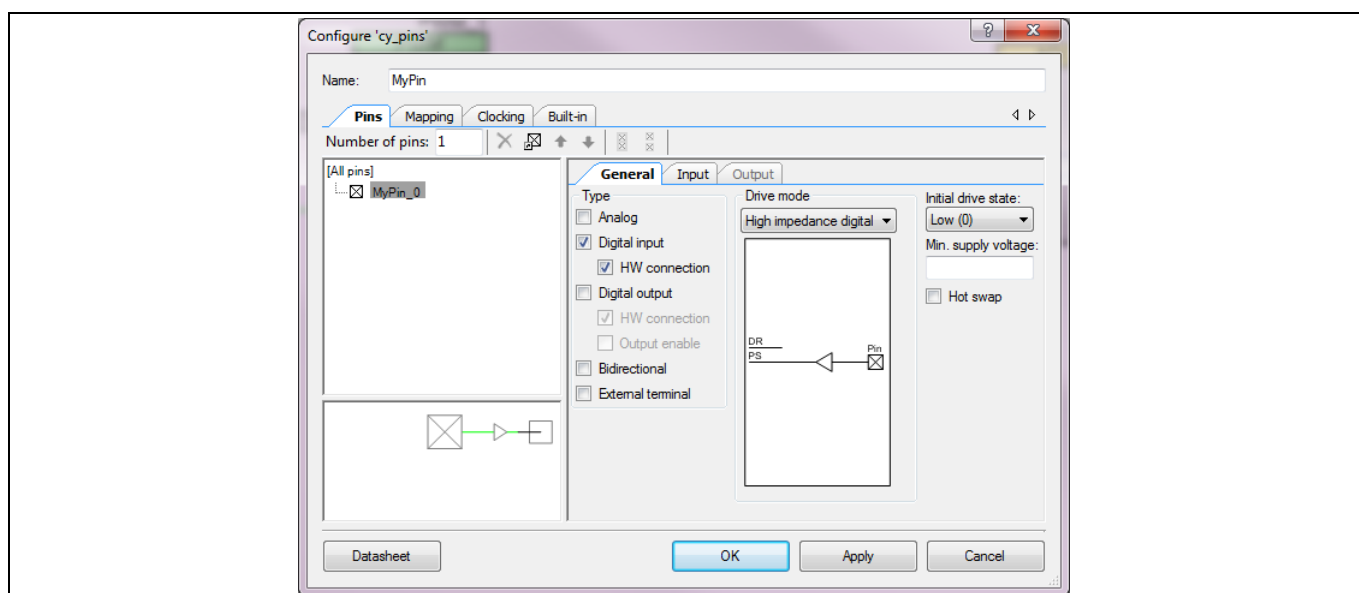 Configure 'cy_pins'
Name: MyPin
Pins Mapping Clocking Built-in
Number of pins: 1
[All pins]
MyPin_0
General Input Output
Type
Analog
Digital input
HW connection
Digital output
HW connection
Output enable
Bidirectional
External terminal
Drive mode
High impedance digital
DR
PS
Pin
Initial drive state:
Low (0)
Min. supply voltage:
Hot swap
Datasheet OK Apply Cancel